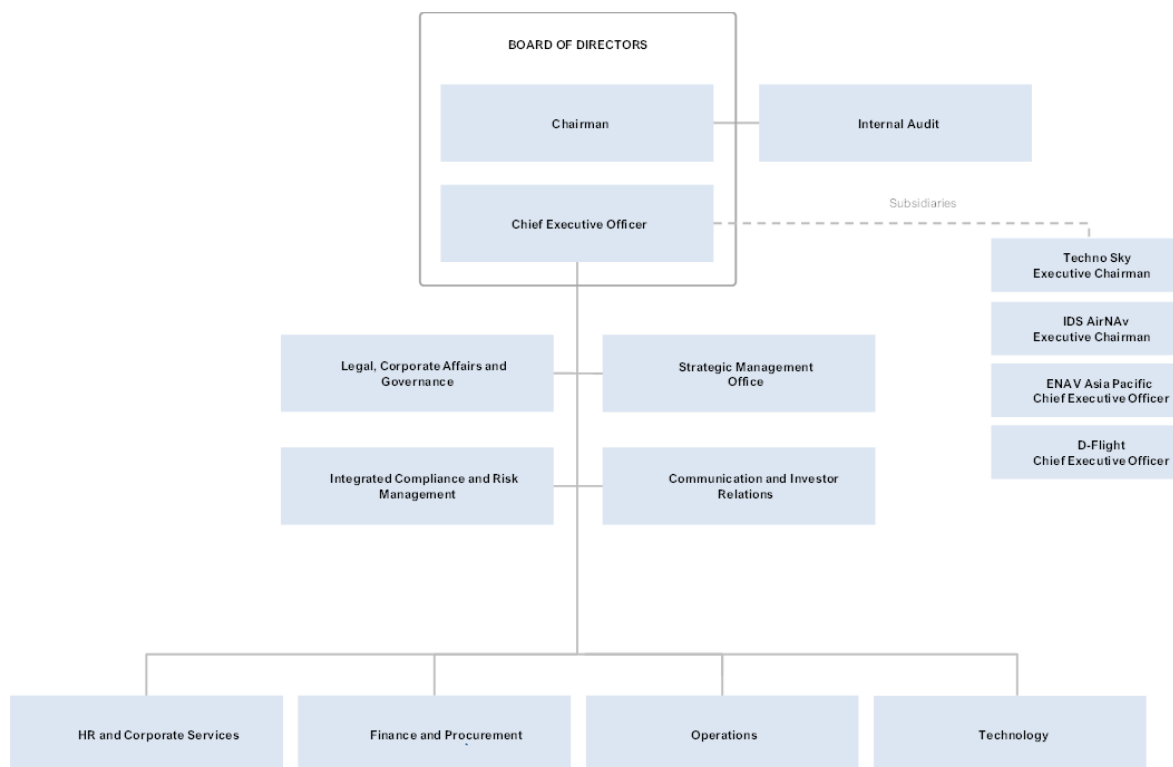 BOARD OF DIRECTORS
Chairman
Internal Audit
Chief Executive Officer
Subsidiaries
Techno Sky
Executive Chairman
IDS AirNAv
Executive Chairman
ENAV Asia Pacific
Chief Executive Officer
D-Flight
Chief Executive Officer
Legal, Corporate Affairs and
Governance
Strategic Management
Office
Integrated Compliance and Risk
Management
Communication and Investor
Relations
HR and Corporate Services
Finance and Procurement
Operations
Technology